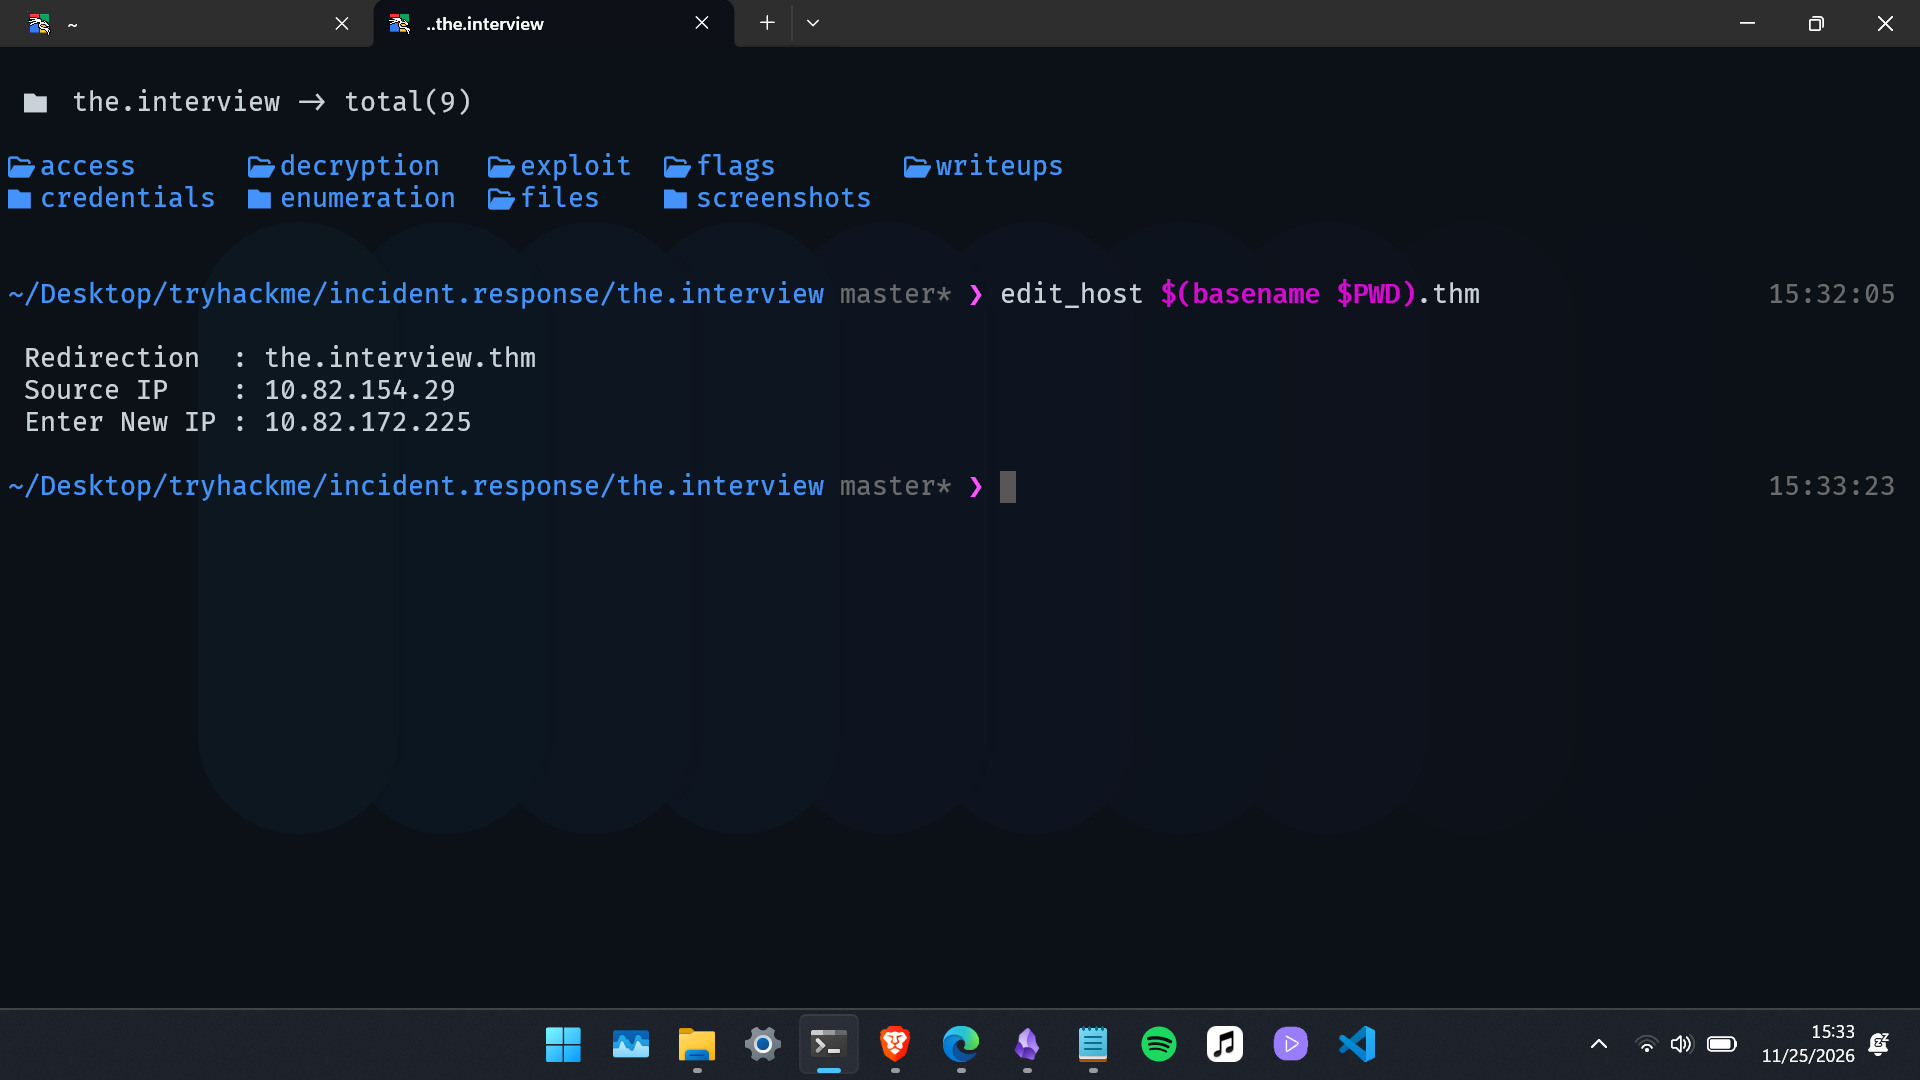 ~
..the.interview
the.interview → total(9)
access decryption exploit flags writeups
credentials enumeration files screenshots
~/Desktop/tryhackme/incident.response/the.interview master* ❯ edit_host $(basename $PWD).thm 15:32:05
Redirection : the.interview.thm
Source IP : 10.82.154.29
Enter New IP : 10.82.172.225
~/Desktop/tryhackme/incident.response/the.interview master* ❯ 15:33:23
15:33
11/25/2026